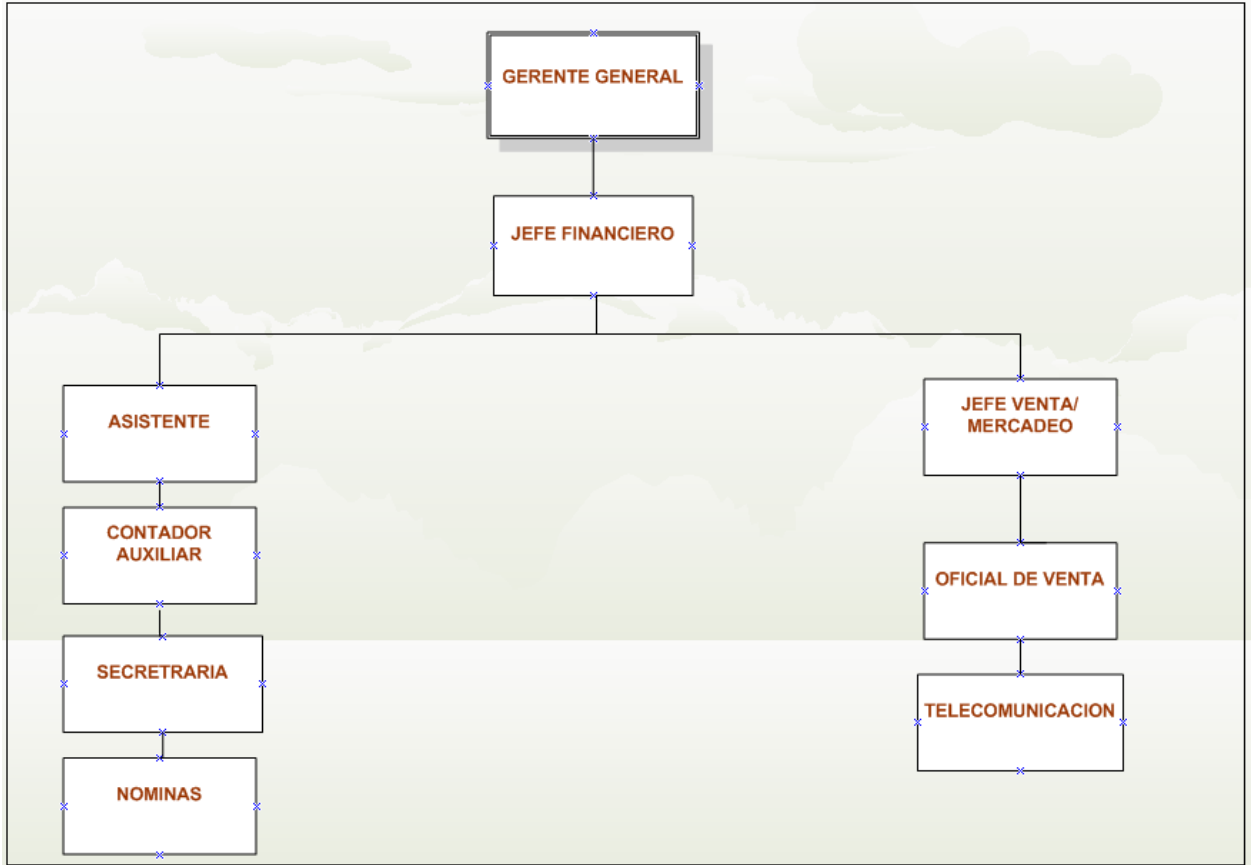 GERENTE GENERAL
JEFE FINANCIERO
ASISTENTE
JEFE VENTA/
MERCADEO
CONTADOR
AUXILIAR
OFICIAL DE VENTA
SECRETRARIA
TELECOMUNICACION
NOMINAS